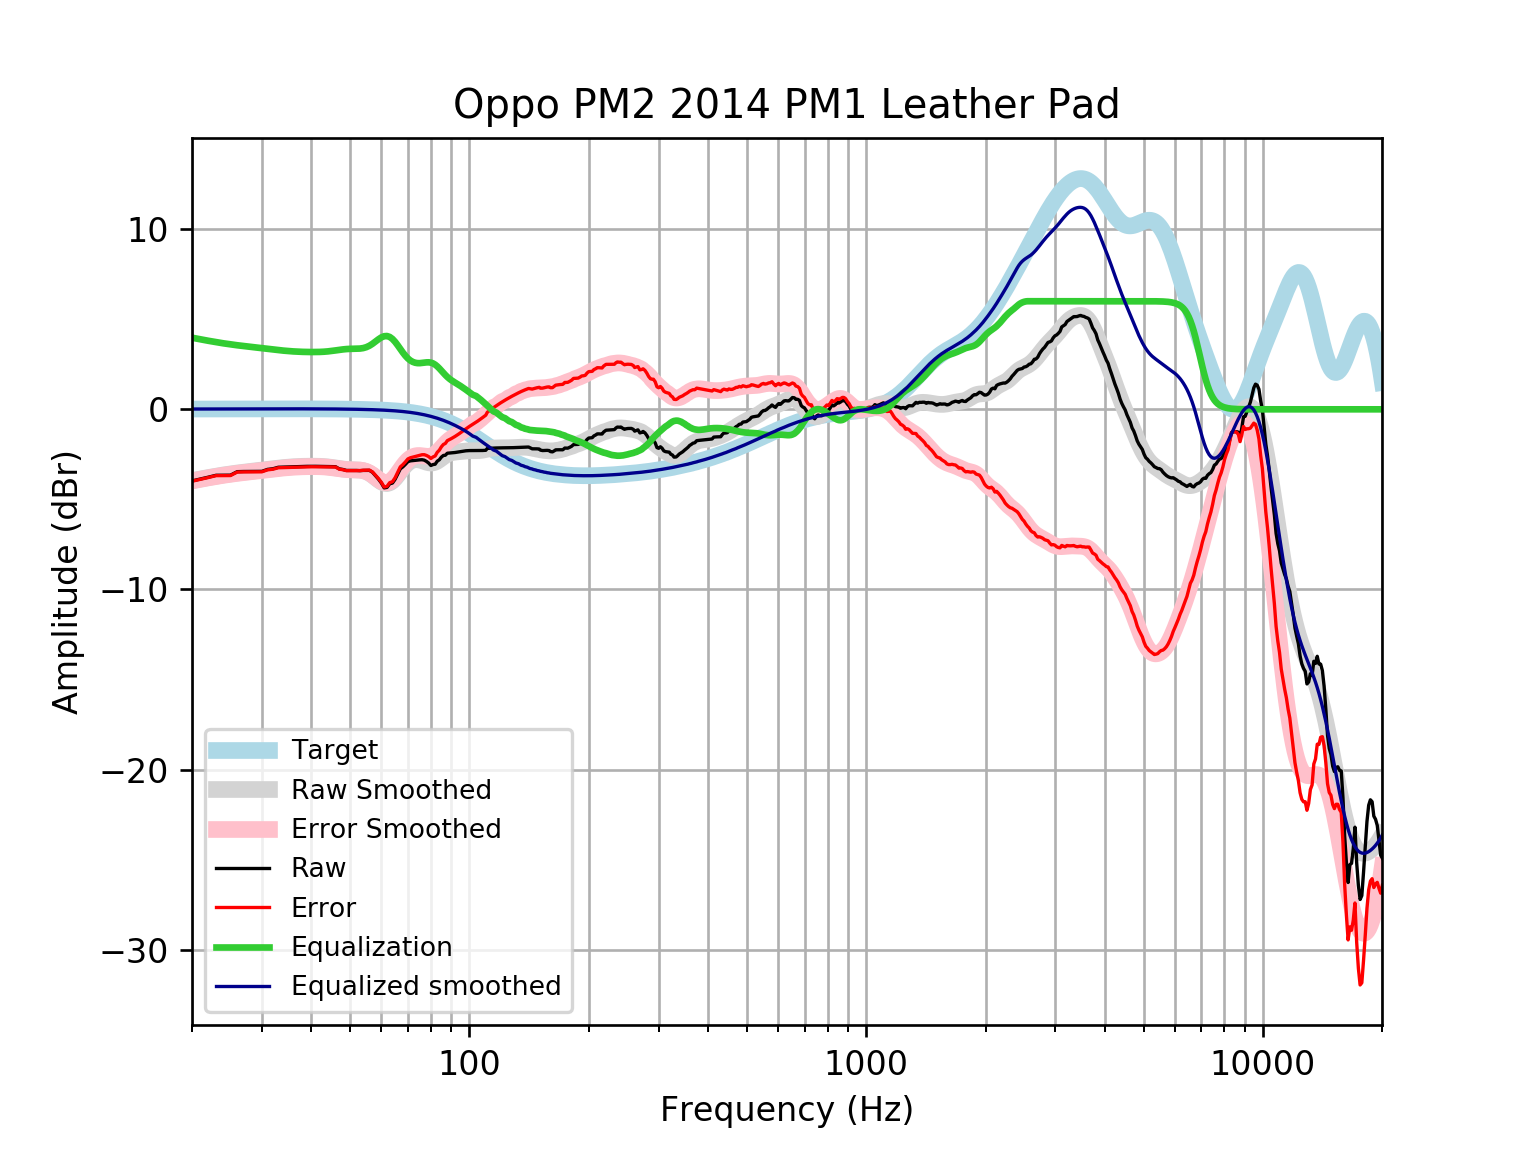 Oppo PM2 2014 PM1 Leather Pad
10
0
−10
−20
−30
Amplitude (dBr)
Target
Raw Smoothed
Error Smoothed
Raw
Error
Equalization
Equalized smoothed
100 1000 10000
Frequency (Hz)